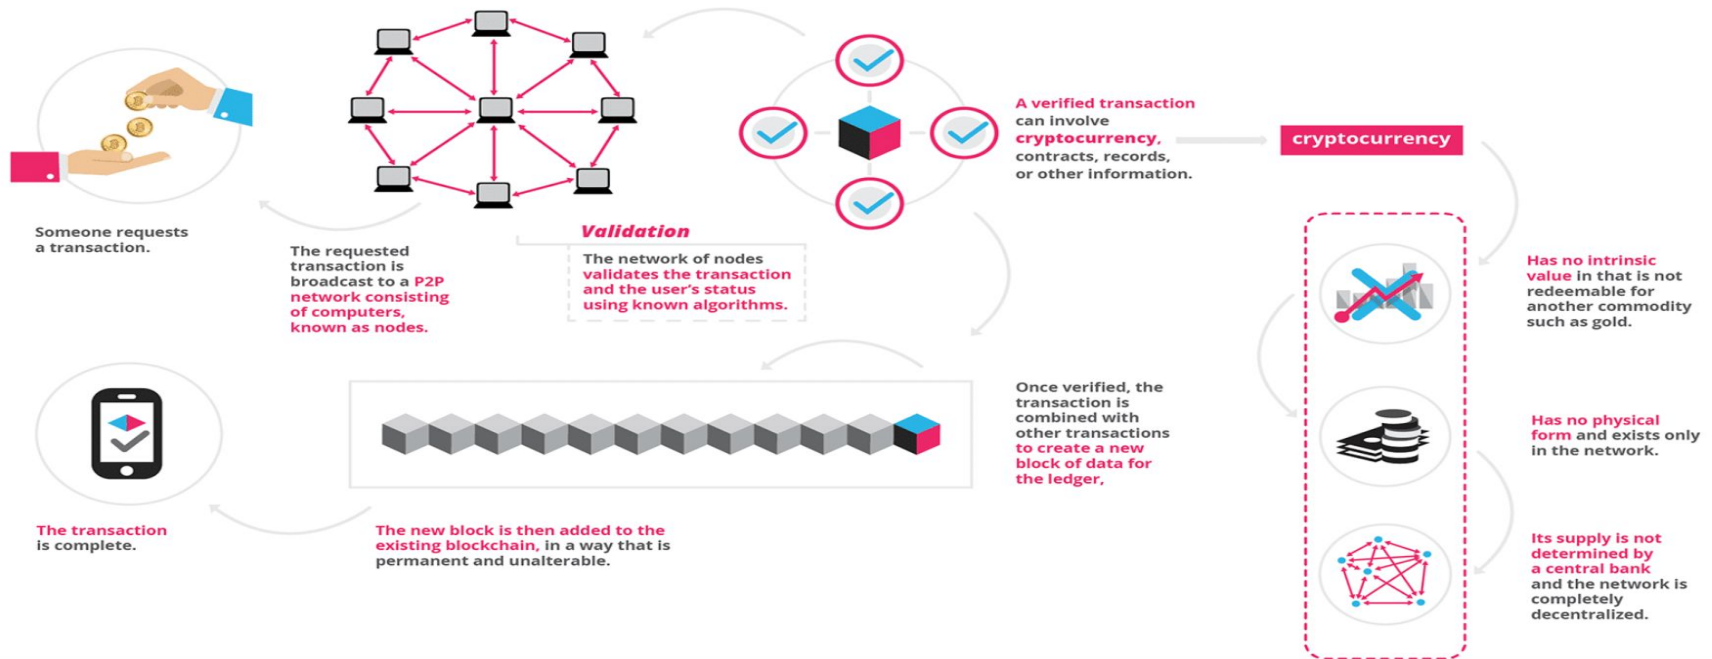 Someone requests
a transaction.
The requested
transaction is
broadcast to a P2P
network consisting
of computers,
known as nodes.
Validation
The network of nodes
validates the transaction
and the user's status
using known algorithms.
A verified transaction
can involve
cryptocurrency,
contracts, records,
or other information.
cryptocurrency
Has no intrinsic
value in that is not
redeemable for
another commodity
such as gold.
Has no physical
form and exists only
in the network.
Its supply is not
determined by
a central bank
and the network is
completely
decentralized.
Once verified, the
transaction is
combined with
other transactions
to create a new
block of data for
the ledger,
The new block is then added to the
existing blockchain, in a way that is
permanent and unalterable.
The transaction
is complete.